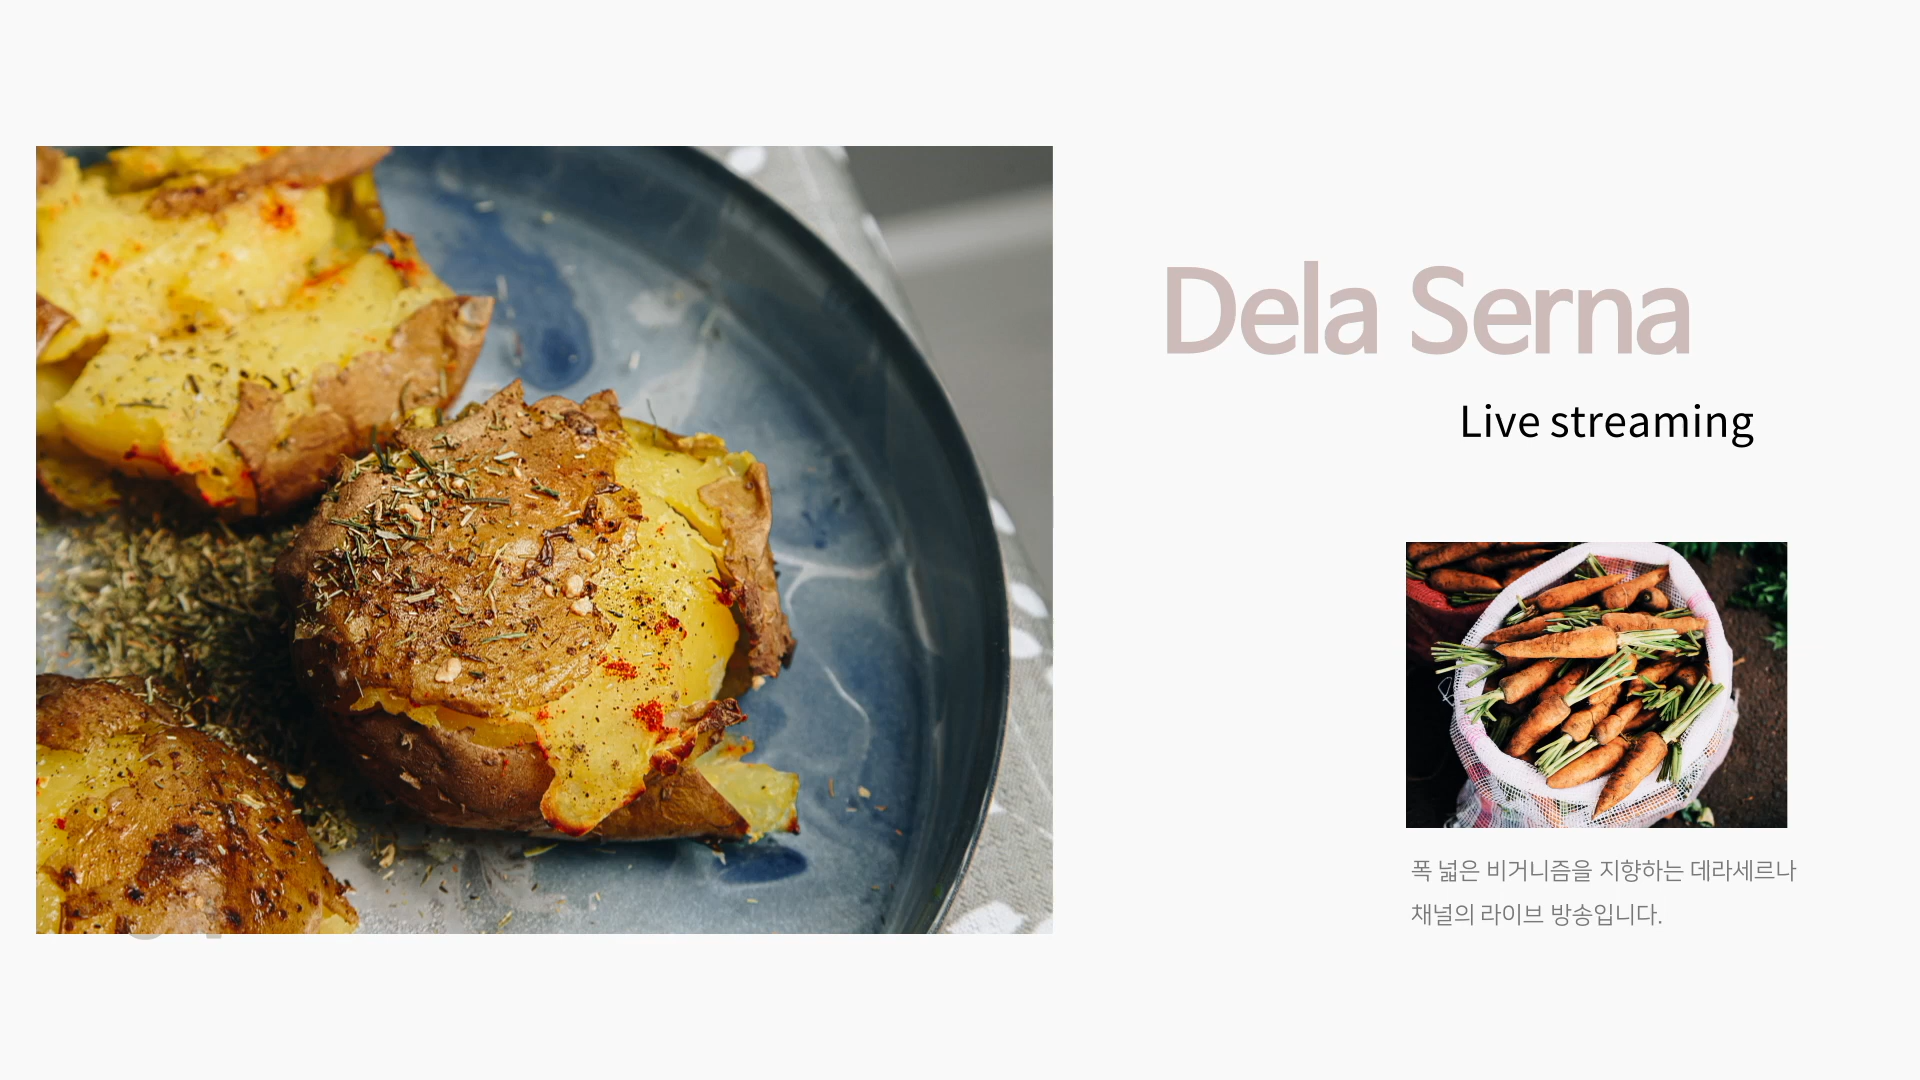 Dela Serna
Live streaming
폭 넓은 비거니즘을 지향하는 데라세르나
채널의 라이브 방송입니다.